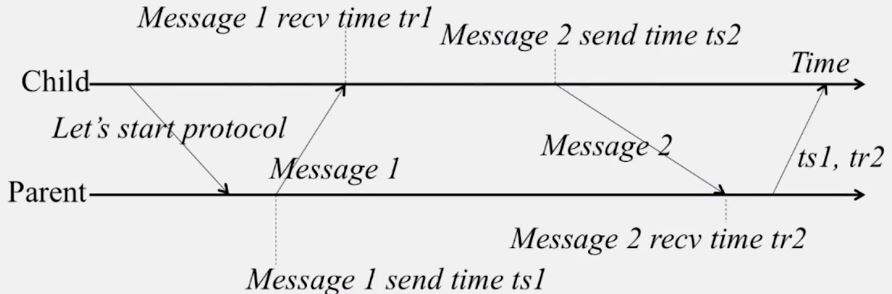 Message 1 recv time tr1
Message 2 send time ts2
Time
Child
Let's start protocol
Message 1
Message 2
ts1, tr2
Parent
Message 2 recv time tr2
Message 1 send time ts1